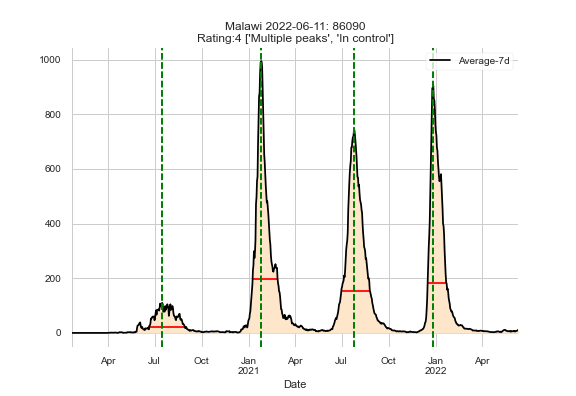 Malawi 2022-06-11: 86090
Rating:4 ['Multiple peaks', 'In control']
Average-7d
1000
800
600
400
200
0
Apr Jul Oct Jan Apr Jul Oct Jan Apr
2021 2022
Date